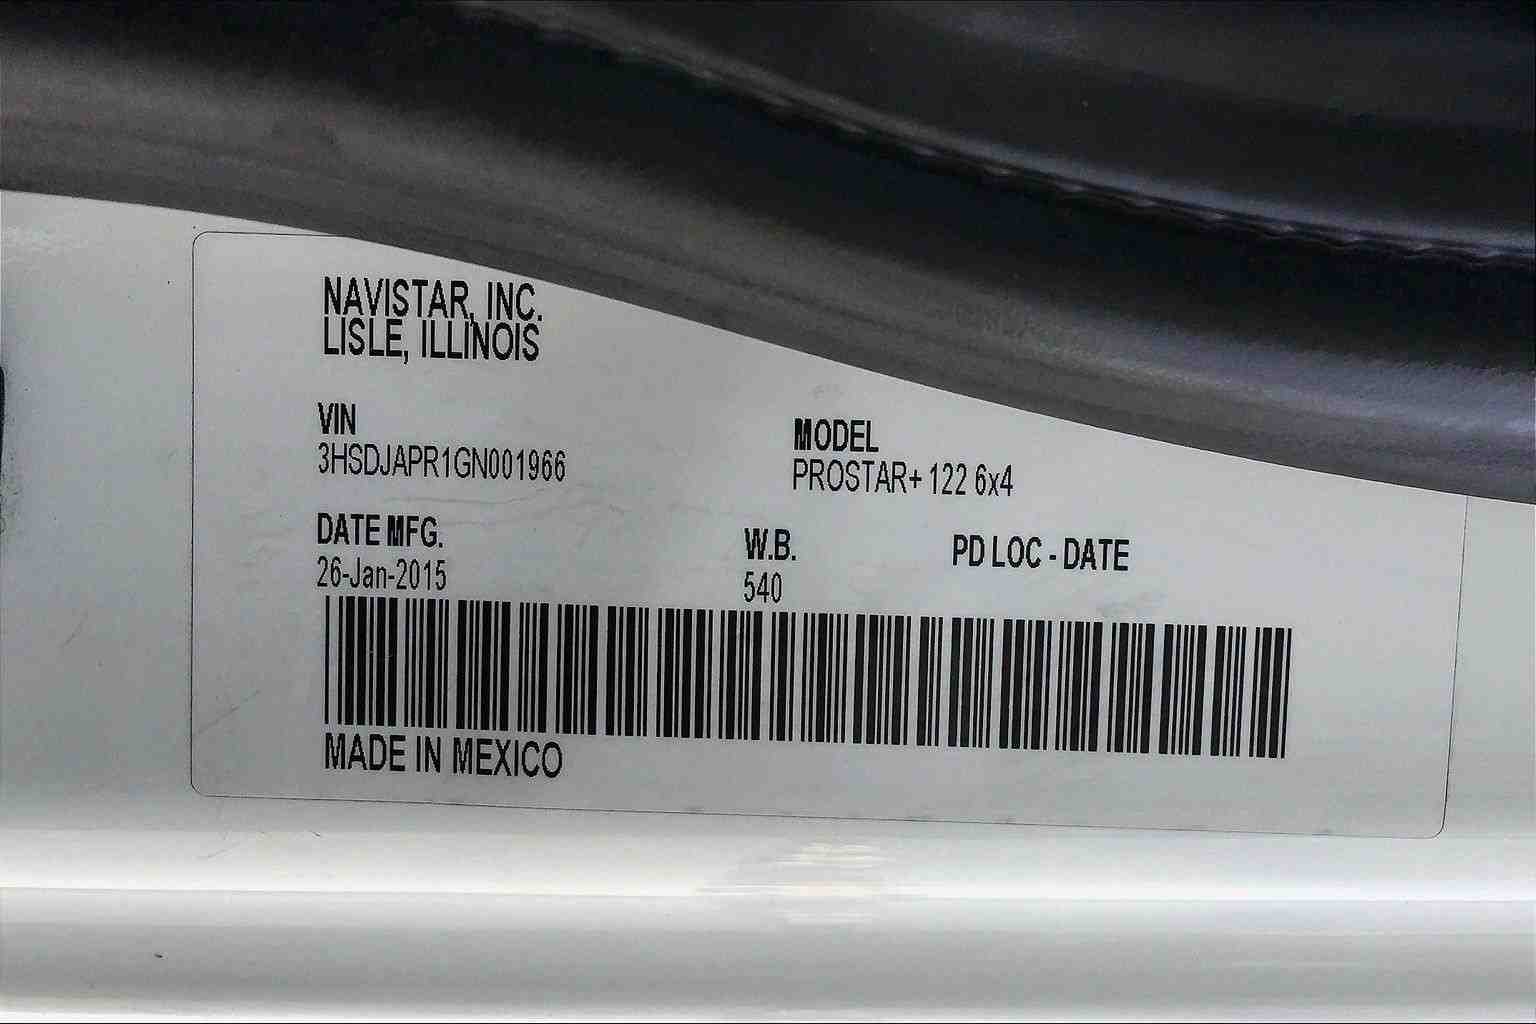 NAVISTAR, INC.
LISLE, ILLINOIS
VIN
3HSDJAPR1GN001966
MODEL
PROSTAR+ 122 6x4
DATE MFG.
26-Jan-2015
W.B.
540
PD LOC - DATE
MADE IN MEXICO